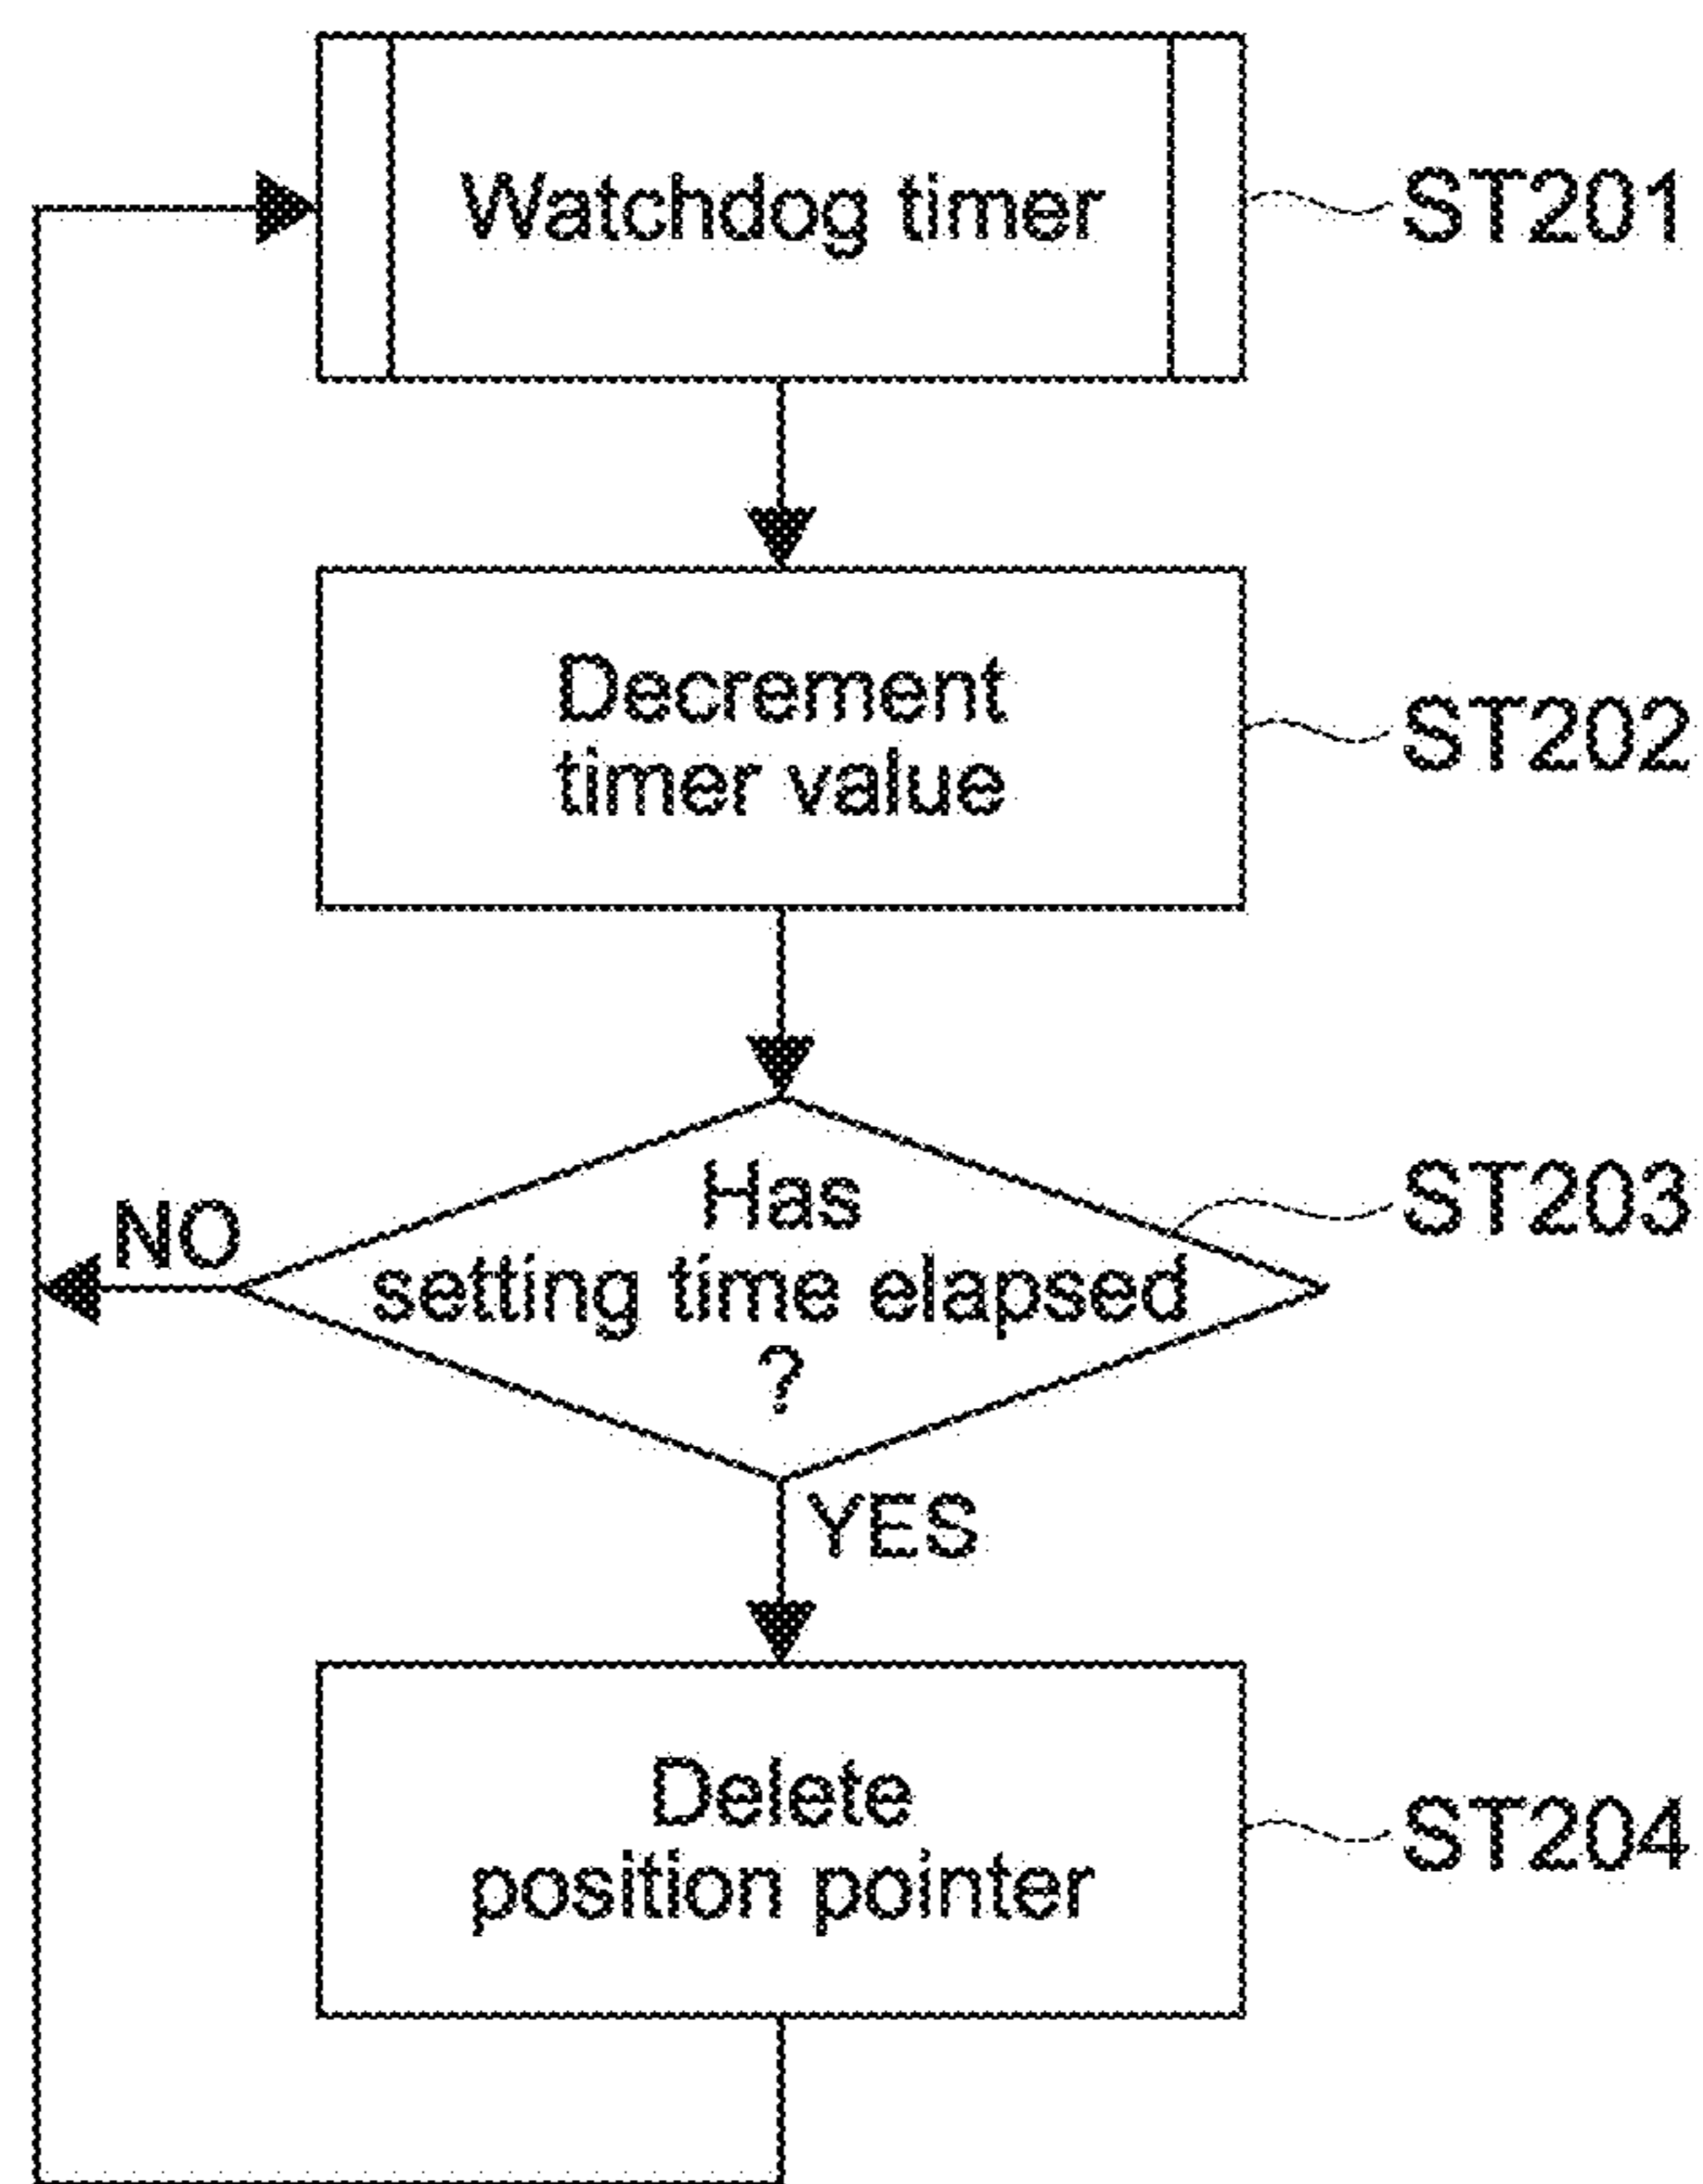 Watchdog timer
ST201
Decrement
timer value
ST202
Has
setting time elapsed
?
ST203
NO
YES
Delete
position pointer
ST204